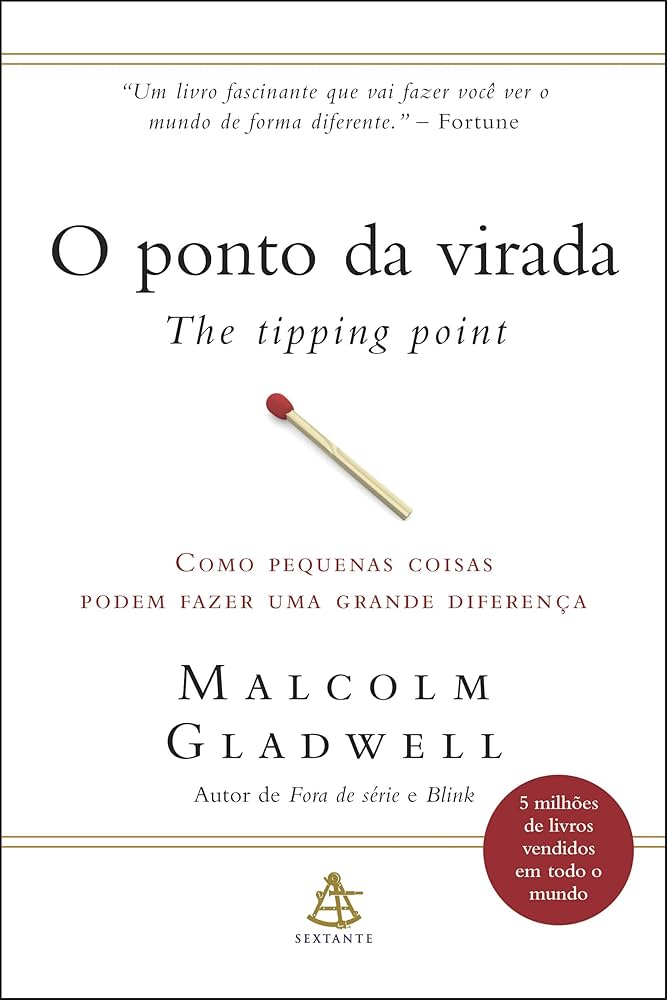 “Um livro fascinante que vai fazer você ver o
mundo de forma diferente.” – Fortune
O ponto da virada
The tipping point
Como pequenas coisas
podem fazer uma grande diferença
Malcolm
Gladwell
Autor de Fora de série e Blink
5 milhões
de livros
vendidos
em todo o
mundo
SEXTANTE